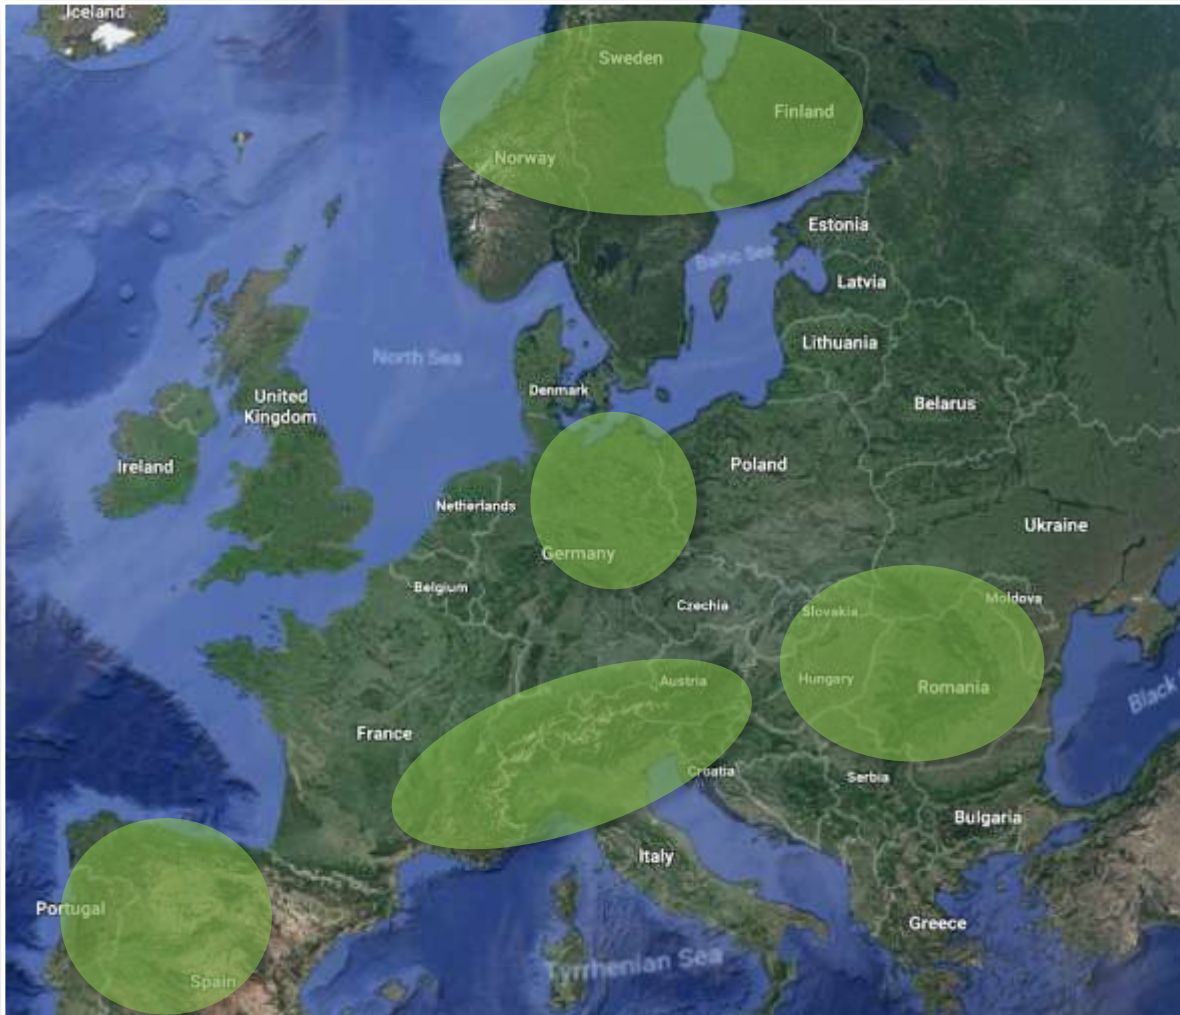 Iceland
Sweden
Finland
Norway
Estonia
Baltic Sea
Latvia
Lithuania
North Sea
Denmark
United
Kingdom
Belarus
Ireland
Poland
Netherlands
Ukraine
Germany
Belgium
Czechia
Slovakia
Moldova
Austria
Hungary
Romania
Black
France
Croatia
Serbia
Bulgaria
Italy
Portugal
Greece
Tyrrhenian Sea
Spain